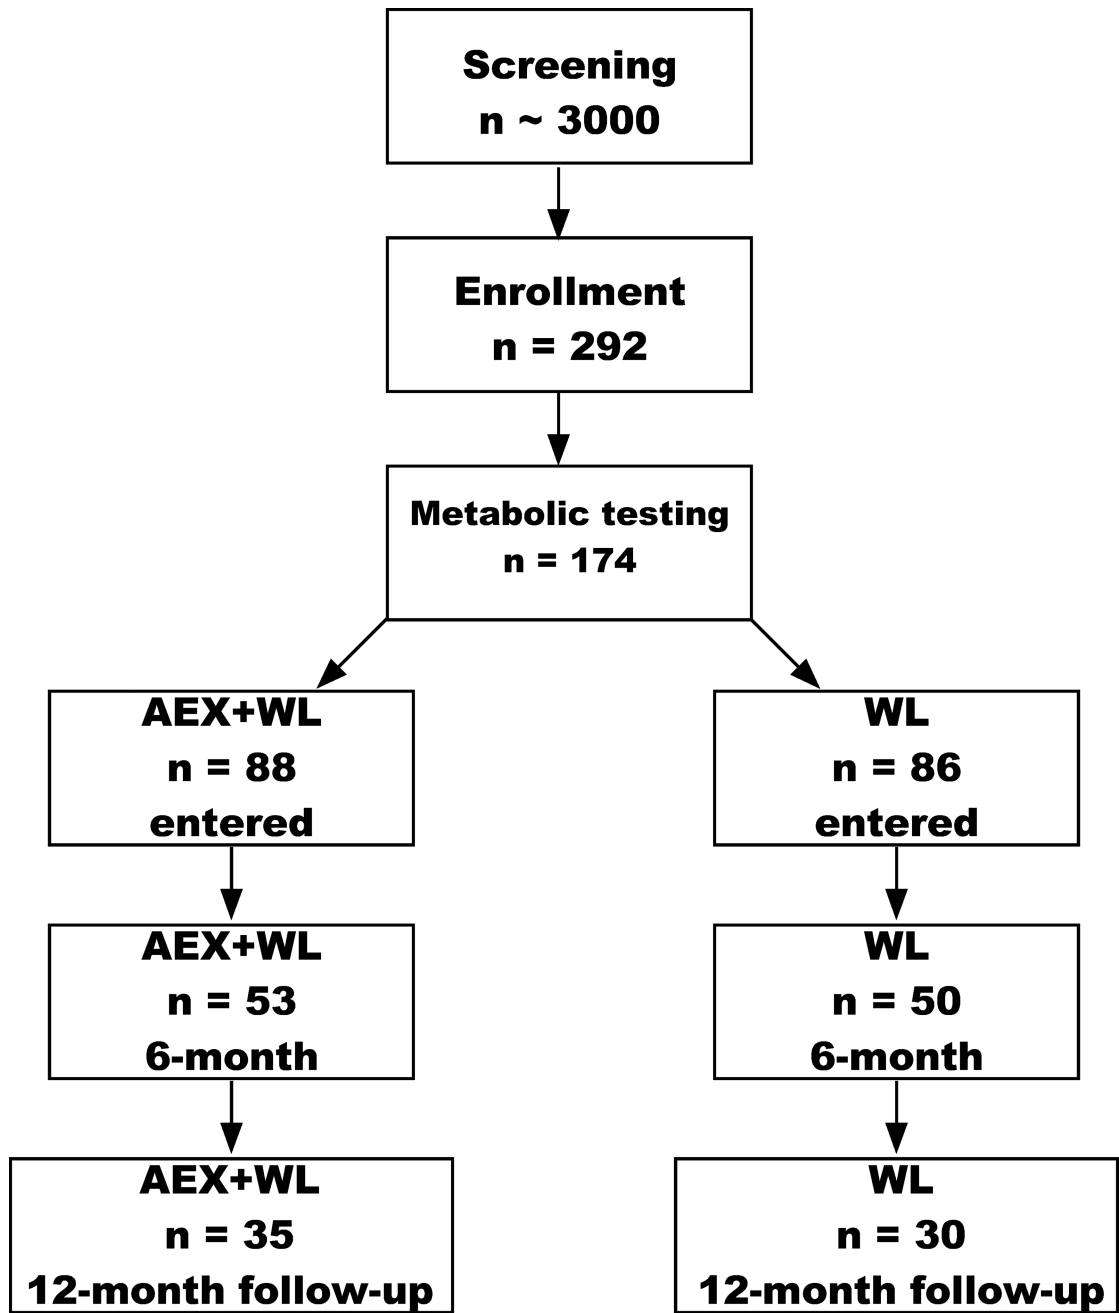 Screening
n ~ 3000
Enrollment
n = 292
Metabolic testing
n = 174
AEX+WL
n = 88
entered
WL
n = 86
entered
AEX+WL
n = 53
6-month
WL
n = 50
6-month
AEX+WL
n = 35
12-month follow-up
WL
n = 30
12-month follow-up